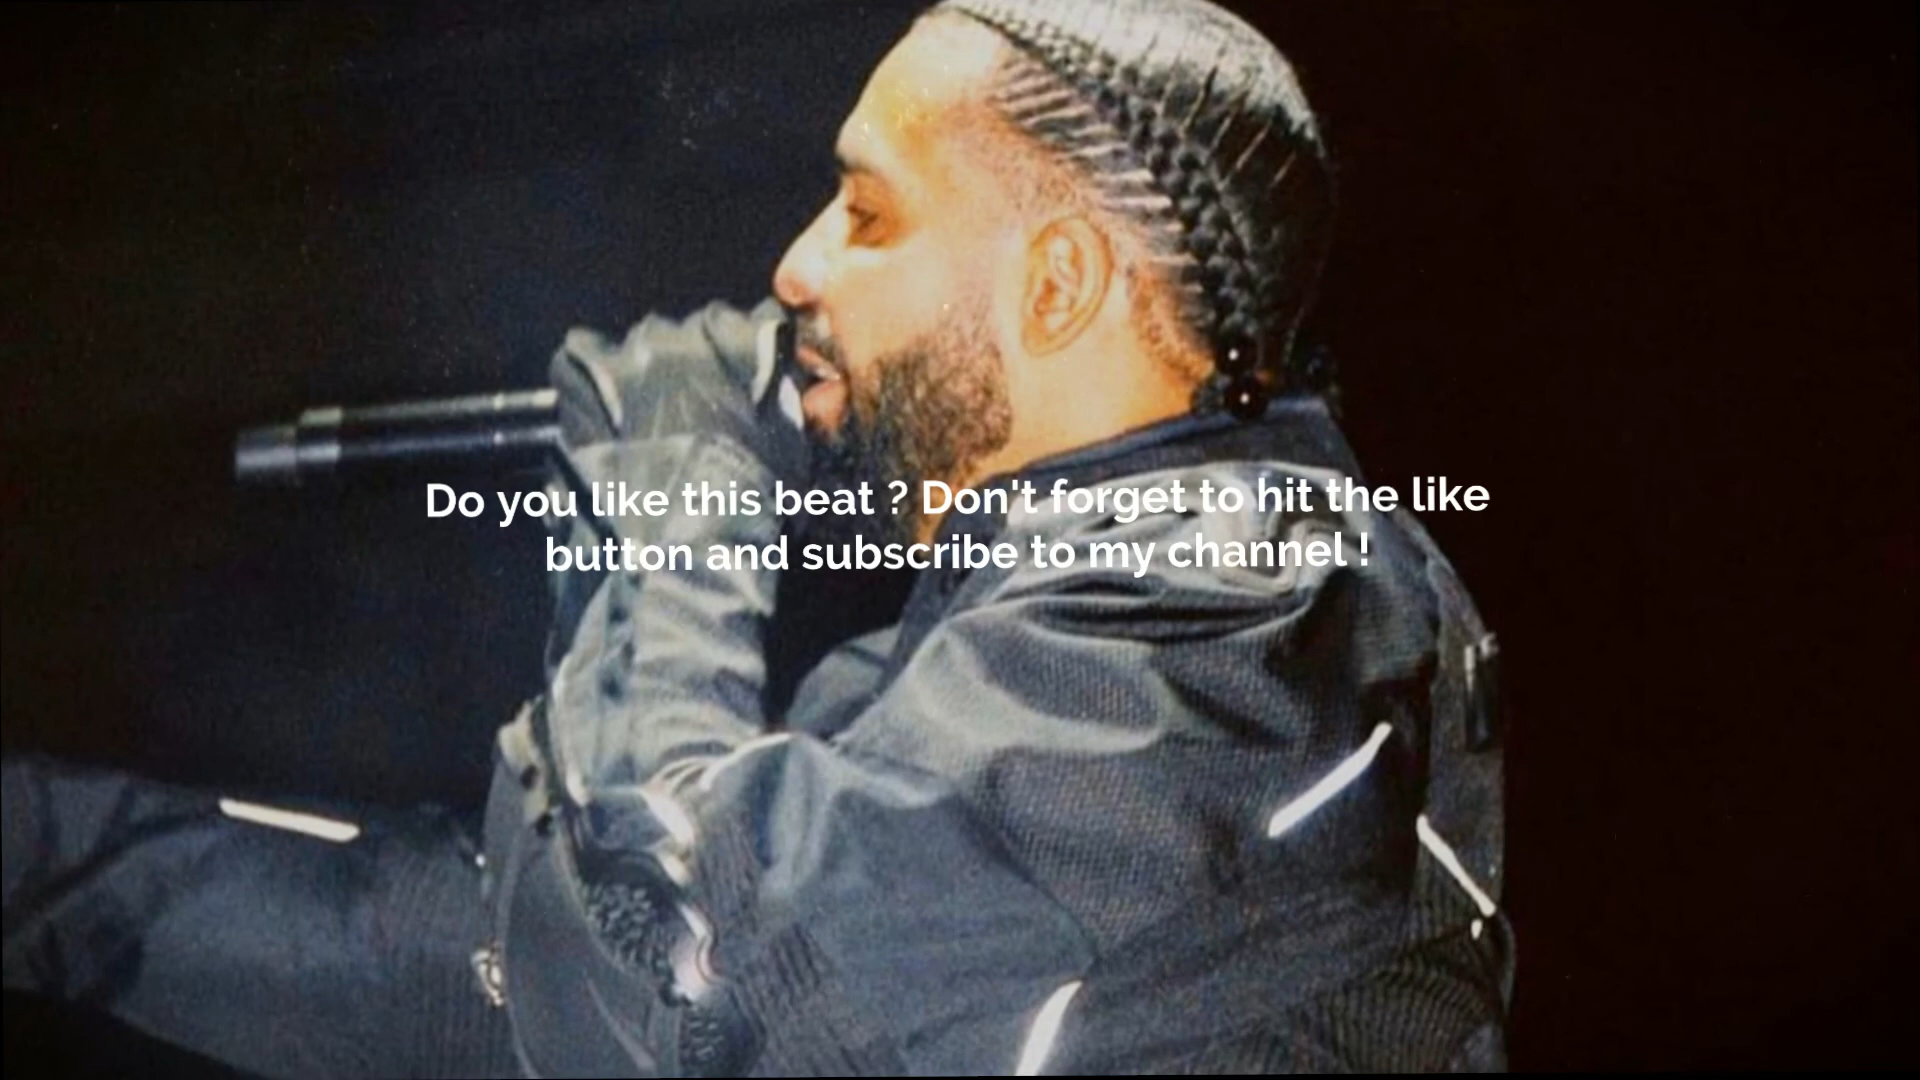 Do you like this beat ? Don't forget to hit the like
button and subscribe to my channel !